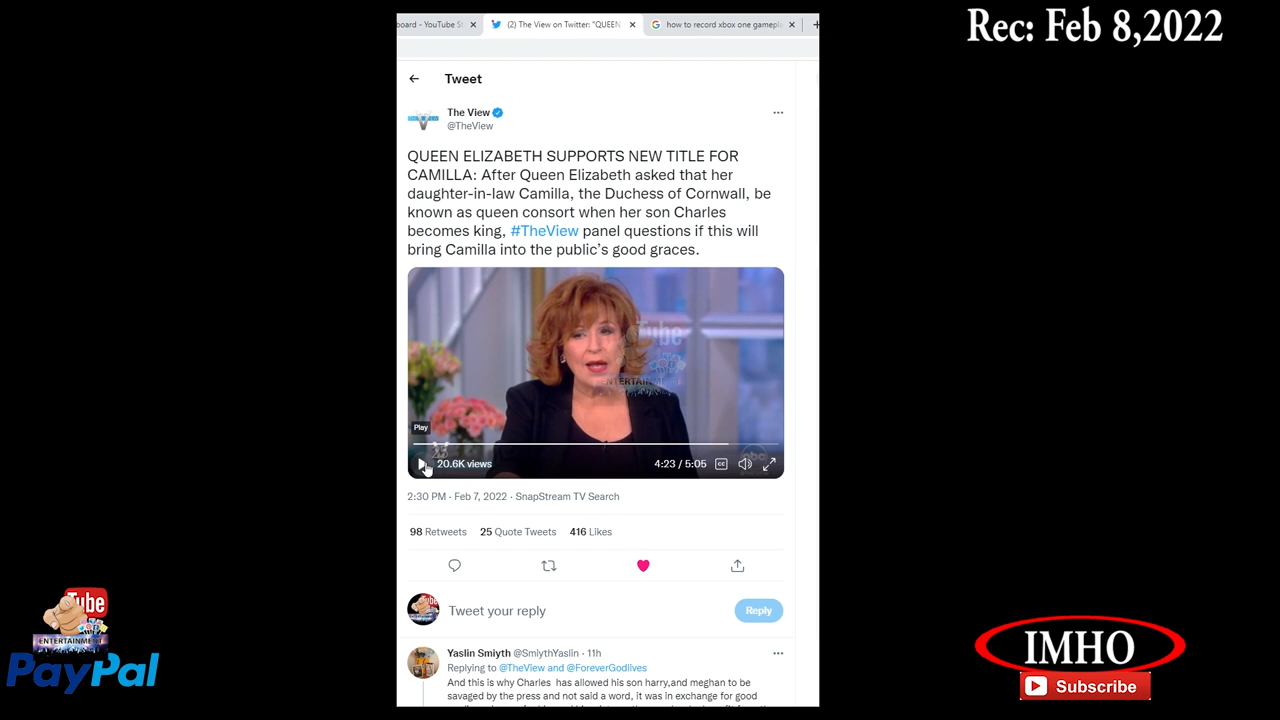 Rec: Feb 8,2022
board - YouTube St
(2) The View on Twitter: "QUEEN
how to record xbox one gamepl
Tweet
The View
@TheView
QUEEN ELIZABETH SUPPORTS NEW TITLE FOR
CAMILLA: After Queen Elizabeth asked that her
daughter-in-law Camilla, the Duchess of Cornwall, be
known as queen consort when her son Charles
becomes king, #TheView panel questions if this will
bring Camilla into the public's good graces.
Tube
ENTERTAINME
Play
20.6K views
4:23 / 5:05
CC
abc
2:30 PM · Feb 7, 2022 · SnapStream TV Search
98 Retweets 25 Quote Tweets 416 Likes
Tweet your reply
Reply
Yaslin Smiyth @SmiythYaslin · 11h
Replying to @TheView and @ForeverGodlives
And this is why Charles has allowed his son harry,and meghan to be
savaged by the press and not said a word, it was in exchange for good
Tube
ENTERTAINMENT
PayPal
IMHO
Subscribe